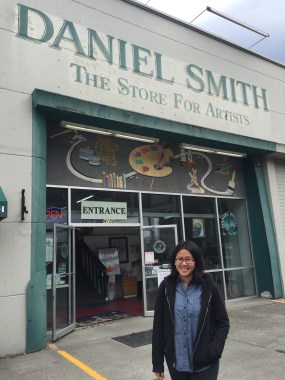 DANIEL SMITH
THE STORE FOR ARTISTS
OPEN
ENTRANCE